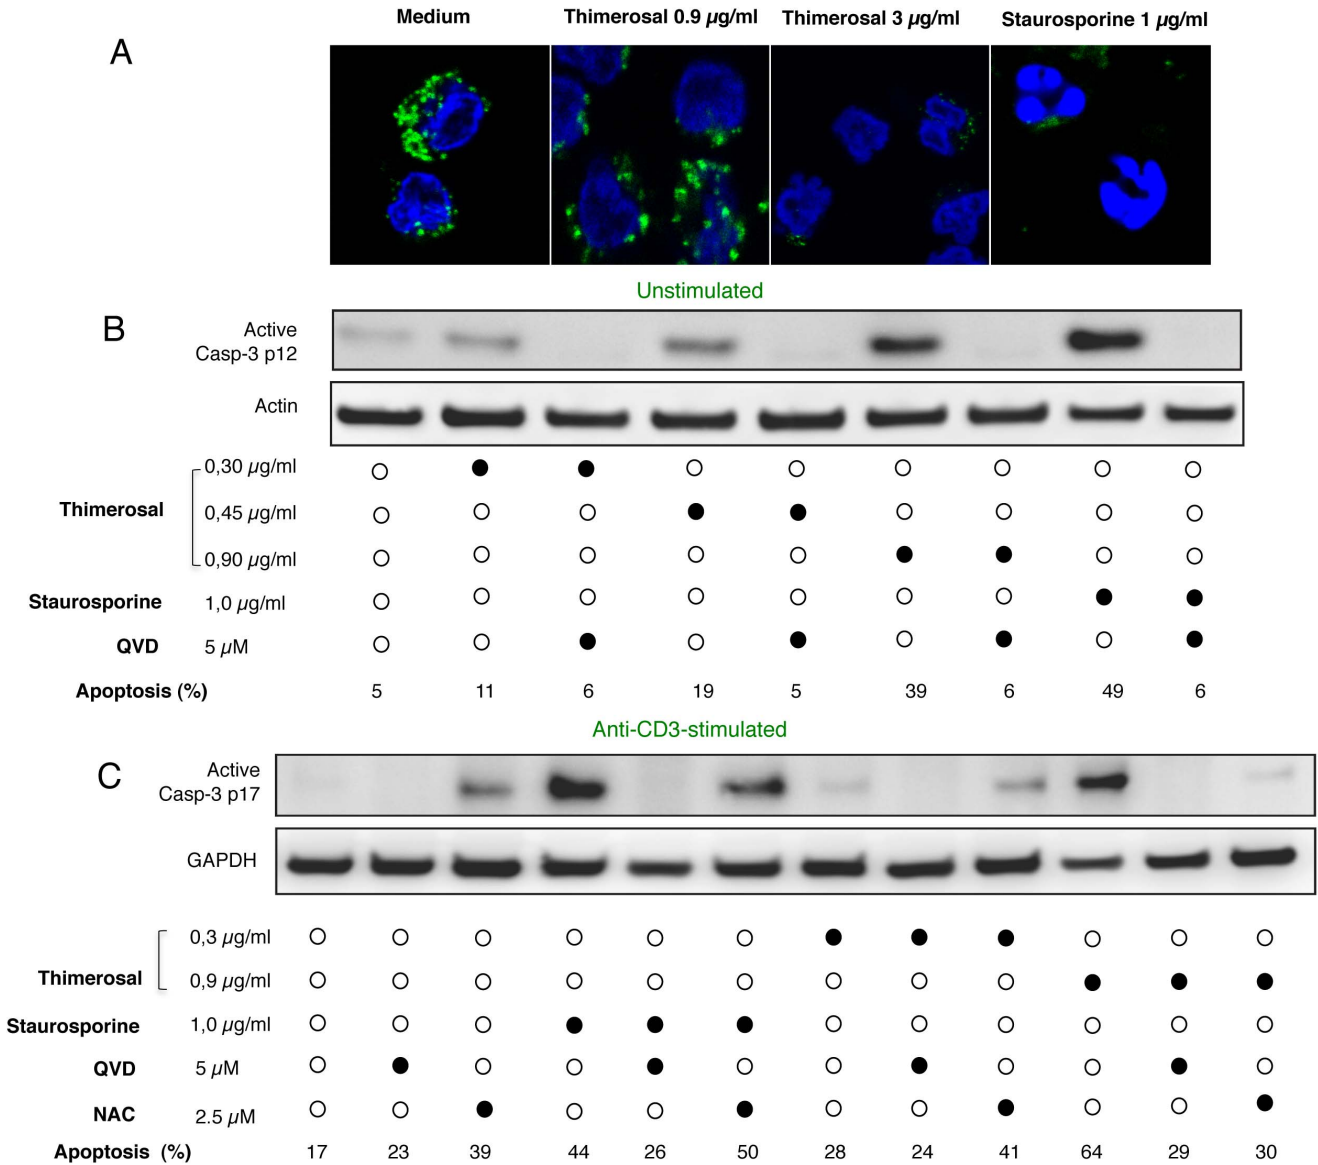 Medium Thimerosal 0.9 µg/ml Thimerosal 3 µg/ml Staurosporine 1 µg/ml
A
Unstimulated
B
Active
Casp-3 p12
Actin
0,30 µg/ml
Thimerosal 0,45 µg/ml
0,90 µg/ml
Staurosporine 1,0 µg/ml
QVD 5 µM
Apoptosis (%) 5 11 6 19 5 39 6 49 6
Anti-CD3-stimulated
C
Active
Casp-3 p17
GAPDH
0,3 µg/ml
Thimerosal 0,9 µg/ml
Staurosporine 1,0 µg/ml
QVD 5 µM
NAC 2.5 µM
Apoptosis (%) 17 23 39 44 26 50 28 24 41 64 29 30